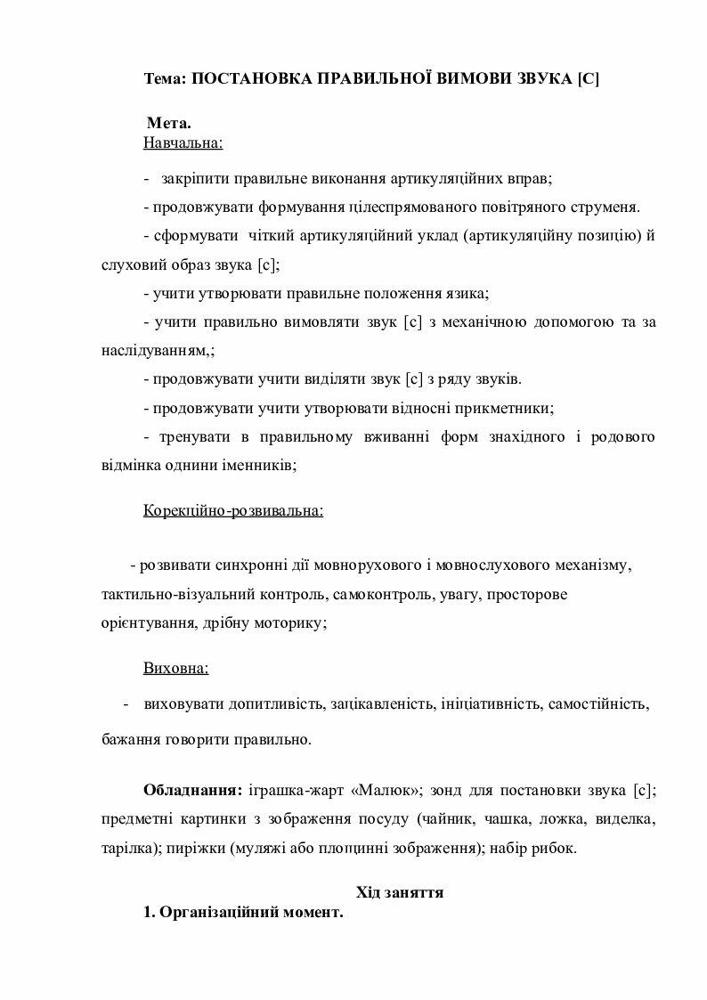 Тема: ПОСТАНОВКА ПРАВИЛЬНОЇ ВИМОВИ ЗВУКА [С]
Мета.
Навчальна:
- закріпити правильне виконання артикуляційних вправ;
- продовжувати формування цілеспрямованого повітряного струменя.
- сформувати чіткий артикуляційний уклад (артикуляційну позицію) й
слуховий образ звука [с];
- учити утворювати правильне положення язика;
- учити правильно вимовляти звук [с] з механічною допомогою та за
наслідуванням,;
- продовжувати учити виділяти звук [с] з ряду звуків.
- продовжувати учити утворювати відносні прикметники;
- тренувати в правильному вживанні форм знахідного і родового
відмінка однини іменників;
Корекційно-розвивальна:
- розвивати синхронні дії мовнорухового і мовнослухового механізму,
тактильно-візуальний контроль, самоконтроль, увагу, просторове
орієнтування, дрібну моторику;
Виховна:
- виховувати допитливість, зацікавленість, ініціативність, самостійність,
бажання говорити правильно.
Обладнання: іграшка-жарт «Малюк»; зонд для постановки звука [с];
предметні картинки з зображення посуду (чайник, чашка, ложка, виделка,
тарілка); пиріжки (муляжі або площинні зображення); набір рибок.
Хід заняття
1. Організаційний момент.